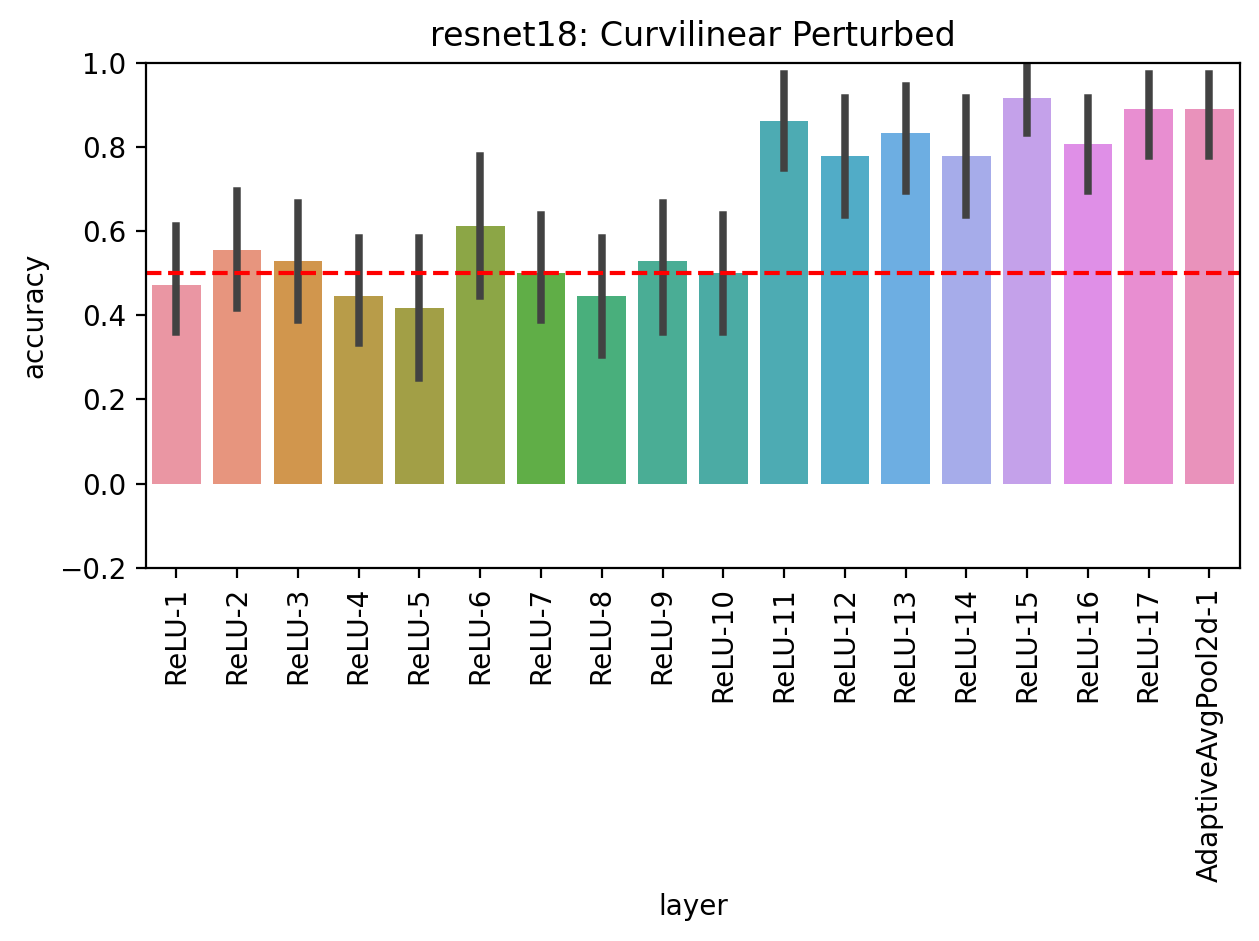 resnet18: Curvilinear Perturbed
1.0
0.8
0.6
0.4
0.2
0.0
−0.2
accuracy
ReLU-1
ReLU-2
ReLU-3
ReLU-4
ReLU-5
ReLU-6
ReLU-7
ReLU-8
ReLU-9
ReLU-10
ReLU-11
ReLU-12
ReLU-13
ReLU-14
ReLU-15
ReLU-16
ReLU-17
AdaptiveAvgPool2d-1
layer